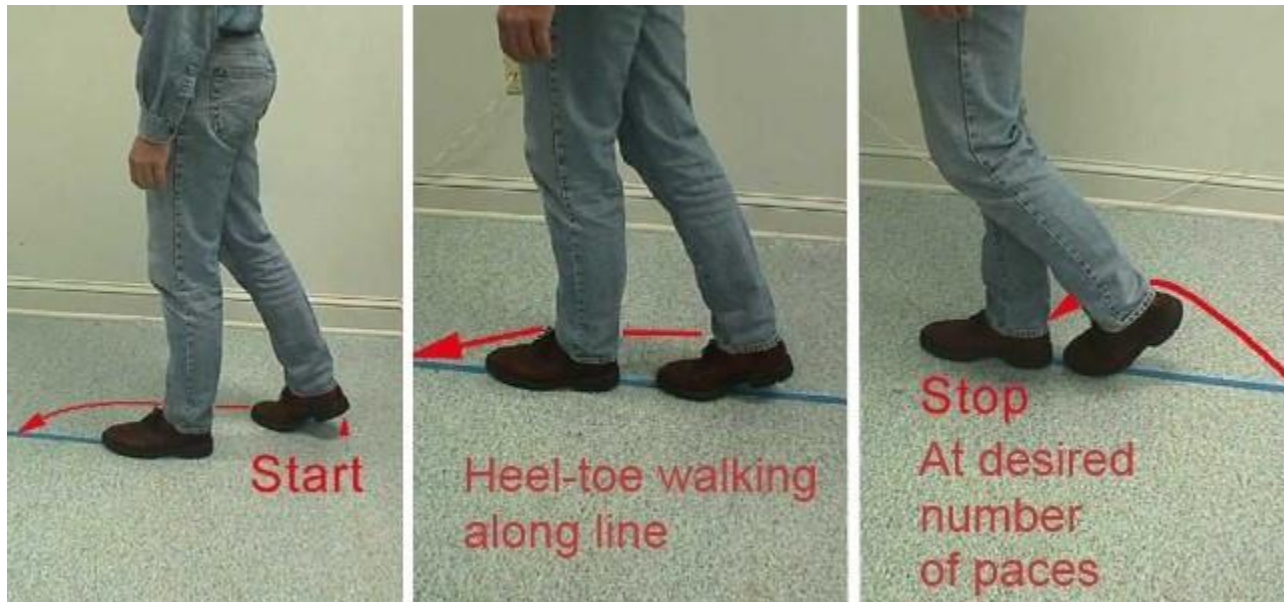 Start
Heel-toe walking
along line
Stop
At desired
number
of paces